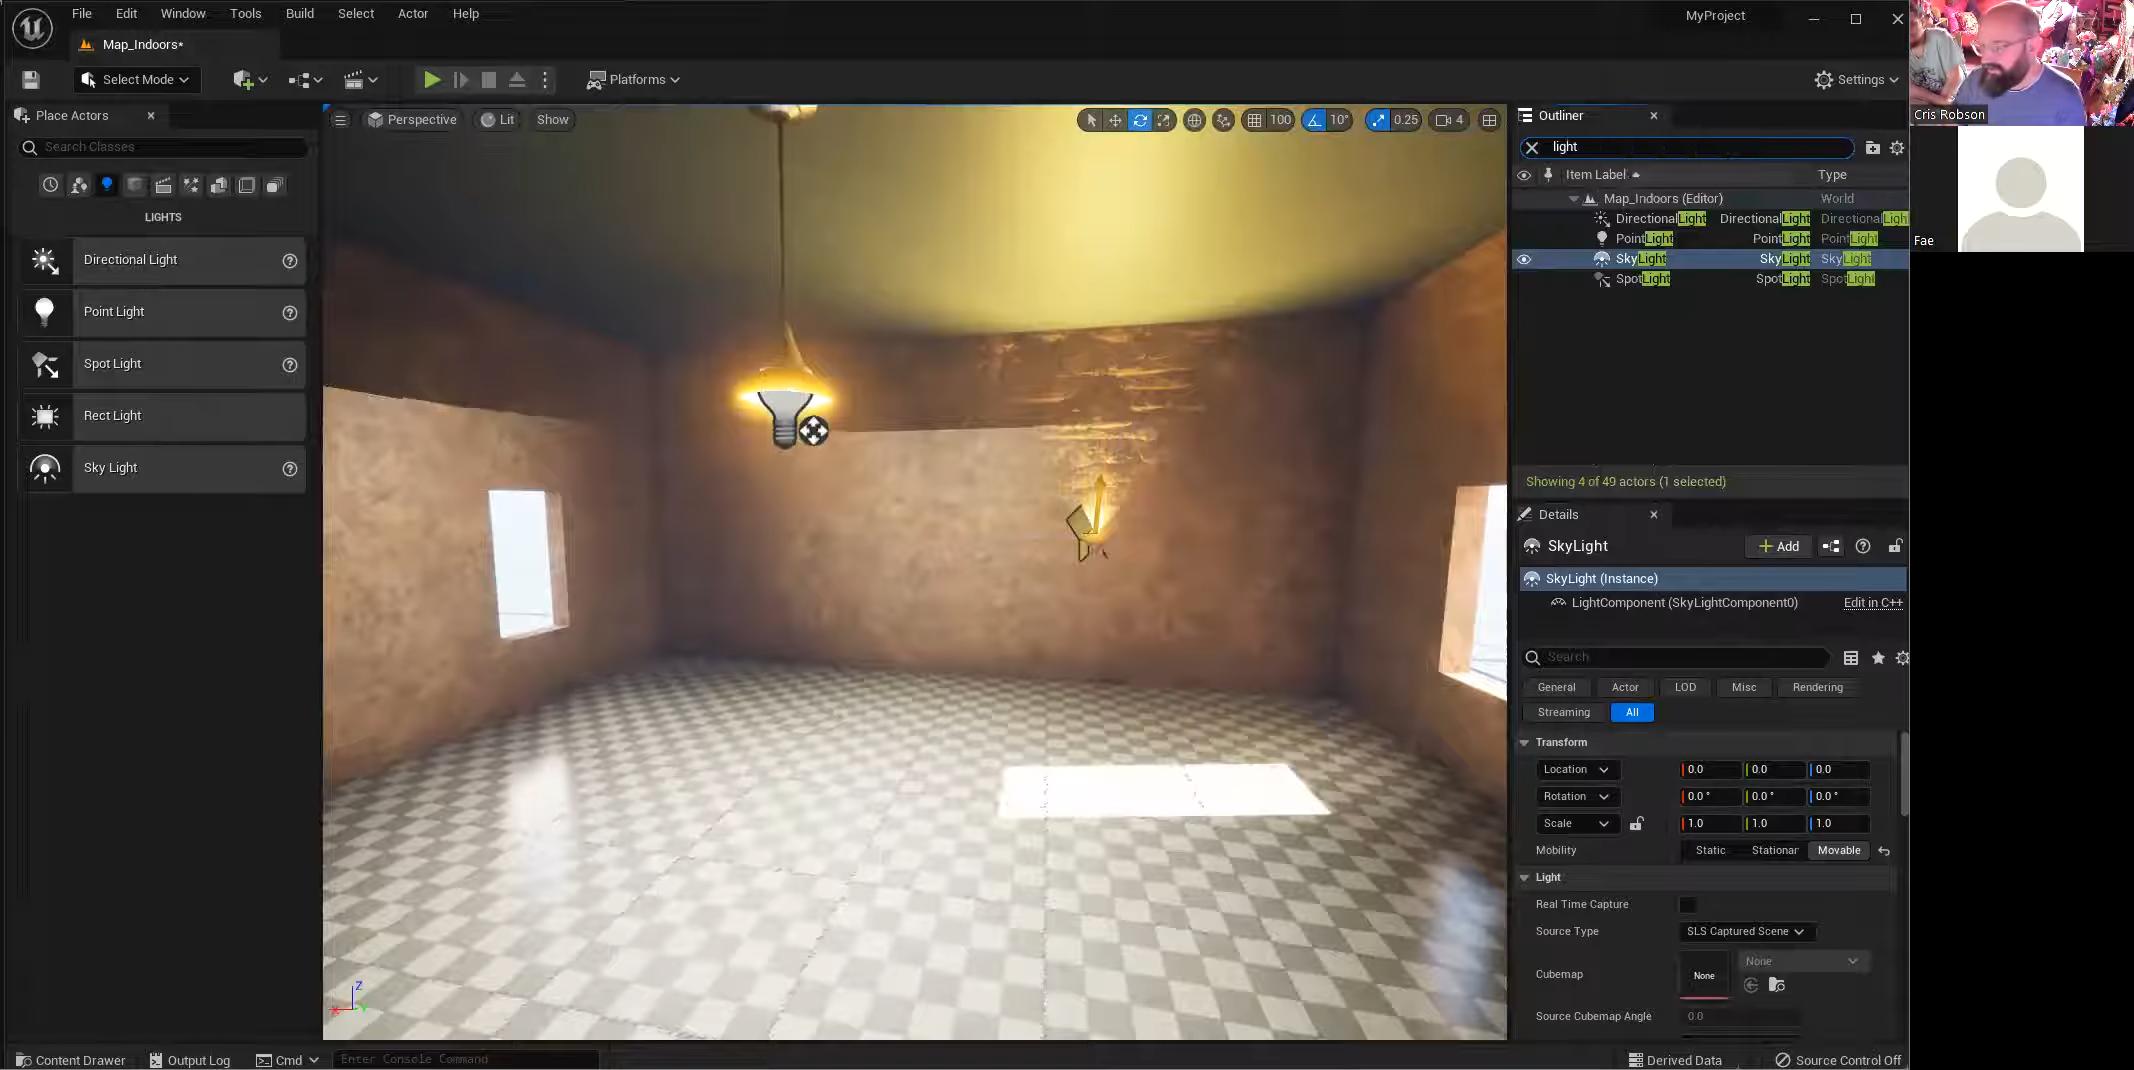 File Edit Window Tools Build Select Actor Help
MyProject
Map_Indoors*
Select Mode
Platforms
Settings
Place Actors
Search Classes
LIGHTS
Directional Light
Point Light
Spot Light
Rect Light
Sky Light
Perspective Lit Show
100 10° 0.25 4
Outliner
light
Item Label Type
Map_Indoors (Editor) World
DirectionalLight DirectionalLight DirectionalLigh
PointLight PointLight PointLight
SkyLight SkyLight SkyLight
SpotLight SpotLight SpotLight
Showing 4 of 49 actors (1 selected)
Details
SkyLight Add
SkyLight (Instance)
LightComponent (SkyLightComponent0) Edit in C++
Search
General Actor LOD Misc Rendering
Streaming All
Transform
Location 0.0 0.0 0.0
Rotation 0.0 ° 0.0 ° 0.0 °
Scale 1.0 1.0 1.0
Mobility Static Stationar Movable
Light
Real Time Capture
Source Type SLS Captured Scene
Cubemap None None
Source Cubemap Angle 0.0
Z
X Y
Content Drawer Output Log Cmd Enter Console Command
Derived Data Source Control Off
Cris Robson
Fae